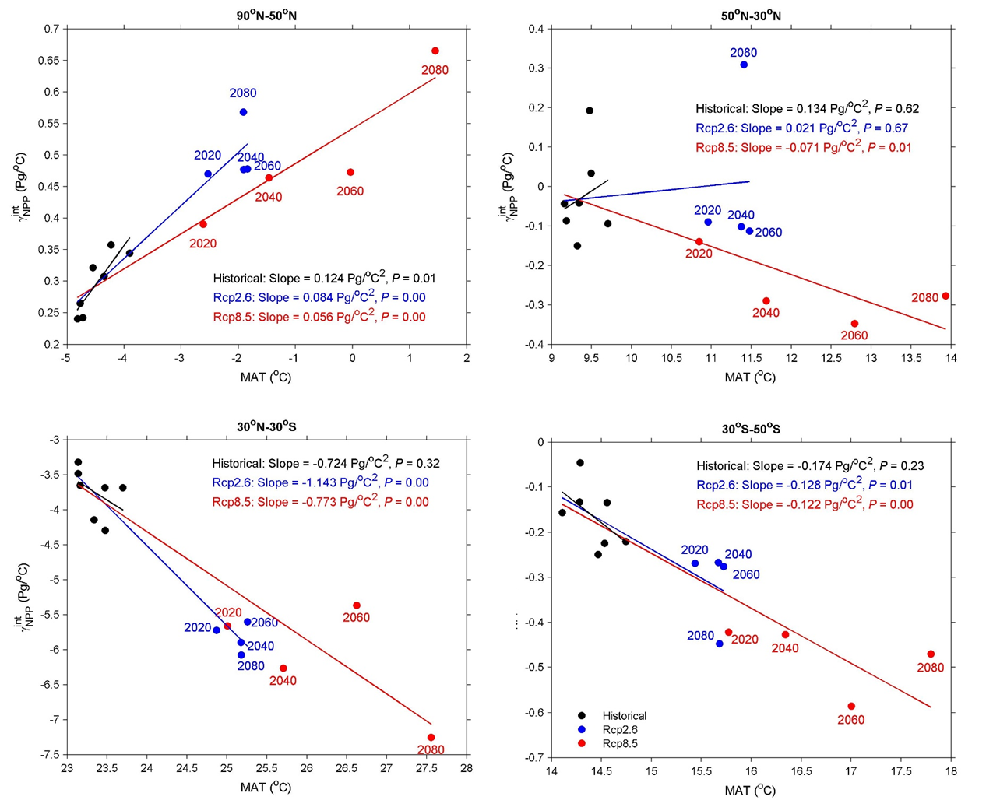 90°N-50°N
0.7
0.65
0.6
0.55
0.5
0.45
0.4
0.35
0.3
0.25
0.2
γ^int_NPP (Pg/°C)
2080
2080
2020
2040
2060
2040
2060
2020
Historical: Slope = 0.124 Pg/°C², P = 0.01
Rcp2.6: Slope = 0.084 Pg/°C², P = 0.00
Rcp8.5: Slope = 0.056 Pg/°C², P = 0.00
-5 -4 -3 -2 -1 0 1 2
MAT (°C)
50°N-30°N
0.4
0.3
0.2
0.1
0
-0.1
-0.2
-0.3
-0.4
γ^int_NPP (Pg/°C)
2080
Historical: Slope = 0.134 Pg/°C², P = 0.62
Rcp2.6: Slope = 0.021 Pg/°C², P = 0.67
Rcp8.5: Slope = -0.071 Pg/°C², P = 0.01
2020
2040
2060
2020
2040
2080
2060
9 9.5 10 10.5 11 11.5 12 12.5 13 13.5 14
MAT (°C)
30°N-30°S
-3
-3.5
-4
-4.5
-5
-5.5
-6
-6.5
-7
-7.5
γ^int_NPP (Pg/°C)
Historical: Slope = -0.724 Pg/°C², P = 0.32
Rcp2.6: Slope = -1.143 Pg/°C², P = 0.00
Rcp8.5: Slope = -0.773 Pg/°C², P = 0.00
2020
2020
2060
2060
2040
2080
2040
2080
23 23.5 24 24.5 25 25.5 26 26.5 27 27.5 28
MAT (°C)
30°S-50°S
0
-0.1
-0.2
-0.3
-0.4
-0.5
-0.6
-0.7
Historical: Slope = -0.174 Pg/°C², P = 0.23
Rcp2.6: Slope = -0.128 Pg/°C², P = 0.01
Rcp8.5: Slope = -0.122 Pg/°C², P = 0.00
2020
2040
2060
2080
2020
2040
2080
2060
Historical
Rcp2.6
Rcp8.5
14 14.5 15 15.5 16 16.5 17 17.5 18
MAT (°C)